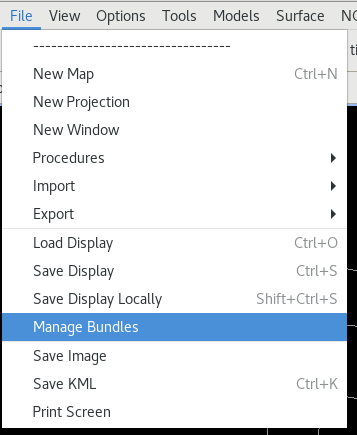 File View Options Tools Models Surface
---------------------------------
New Map Ctrl+N
New Projection
New Window
Procedures
Import
Export
Load Display Ctrl+O
Save Display Ctrl+S
Save Display Locally Shift+Ctrl+S
Manage Bundles
Save Image
Save KML Ctrl+K
Print Screen